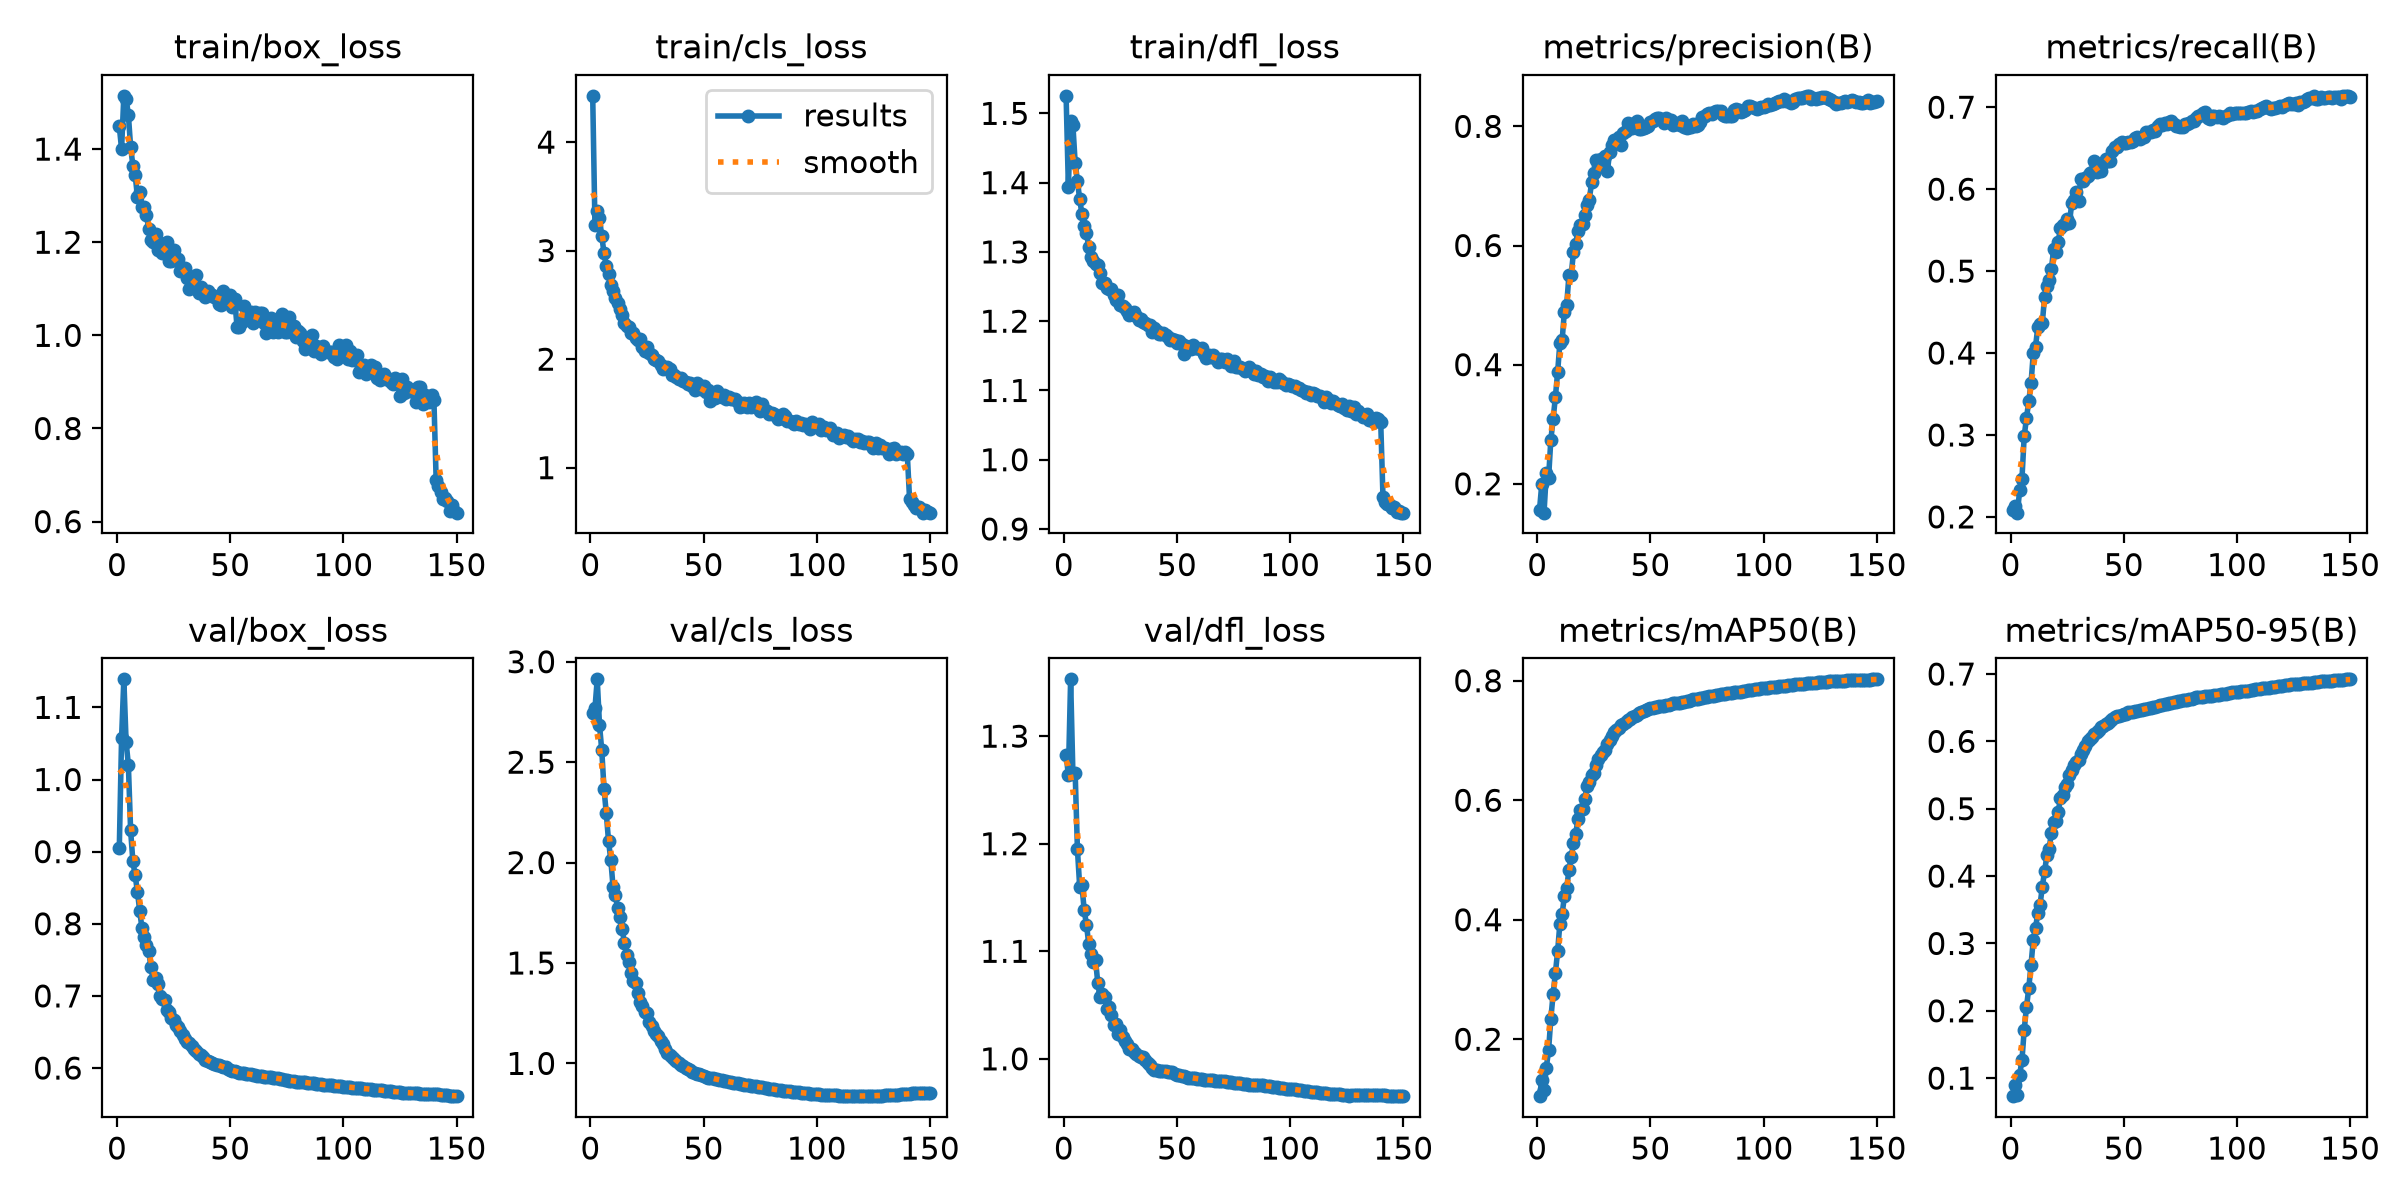 train/box_loss
1.4
1.2
1.0
0.8
0.6
0 50 100 150
train/cls_loss
results
smooth
4
3
2
1
0 50 100 150
train/dfl_loss
1.5
1.4
1.3
1.2
1.1
1.0
0.9
0 50 100 150
metrics/precision(B)
0.8
0.6
0.4
0.2
0 50 100 150
metrics/recall(B)
0.7
0.6
0.5
0.4
0.3
0.2
0 50 100 150
val/box_loss
1.1
1.0
0.9
0.8
0.7
0.6
0 50 100 150
val/cls_loss
3.0
2.5
2.0
1.5
1.0
0 50 100 150
val/dfl_loss
1.3
1.2
1.1
1.0
0 50 100 150
metrics/mAP50(B)
0.8
0.6
0.4
0.2
0 50 100 150
metrics/mAP50-95(B)
0.7
0.6
0.5
0.4
0.3
0.2
0.1
0 50 100 150